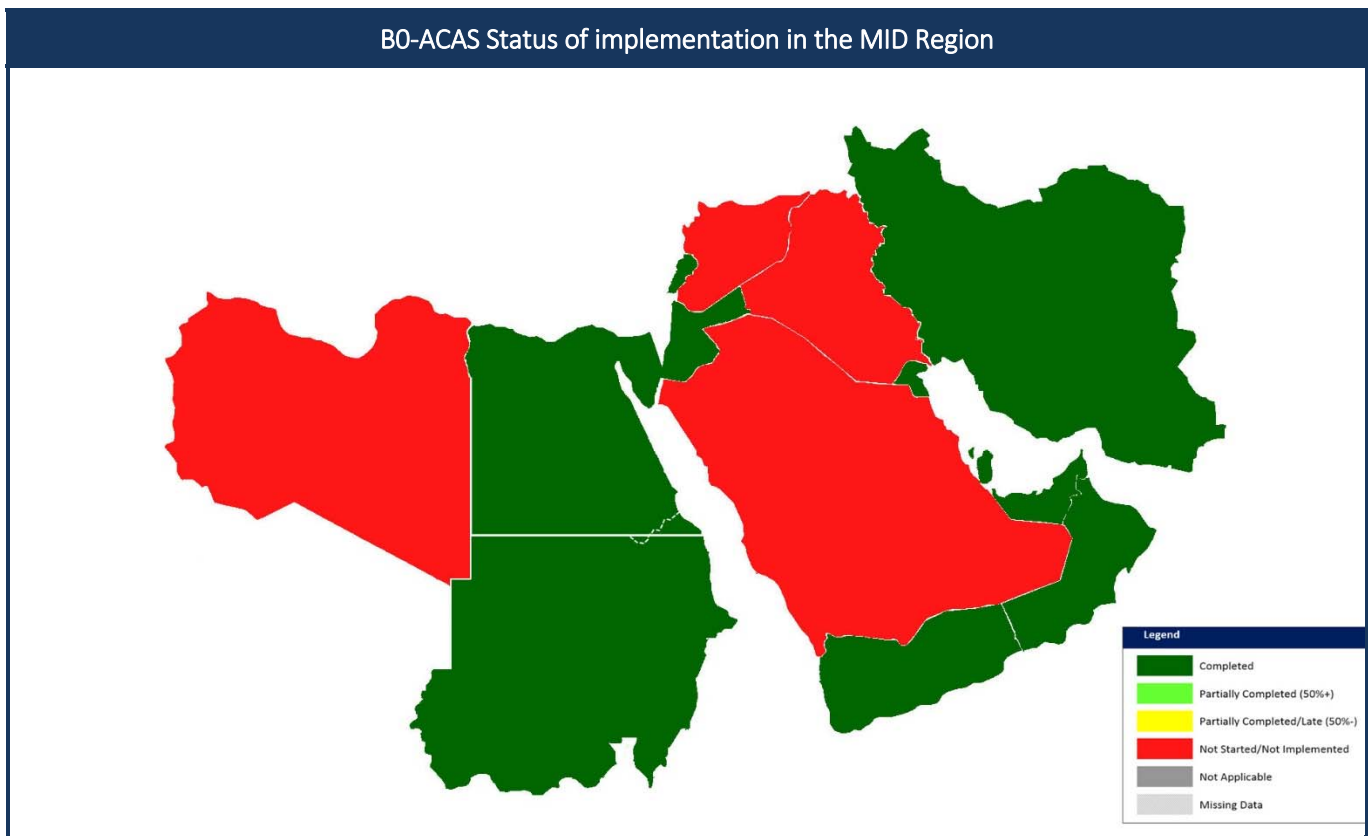 B0-ACAS Status of implementation in the MID Region
Legend
Completed
Partially Completed (50%+)
Partially Completed/Late (50%-)
Not Started/Not Implemented
Not Applicable
Missing Data